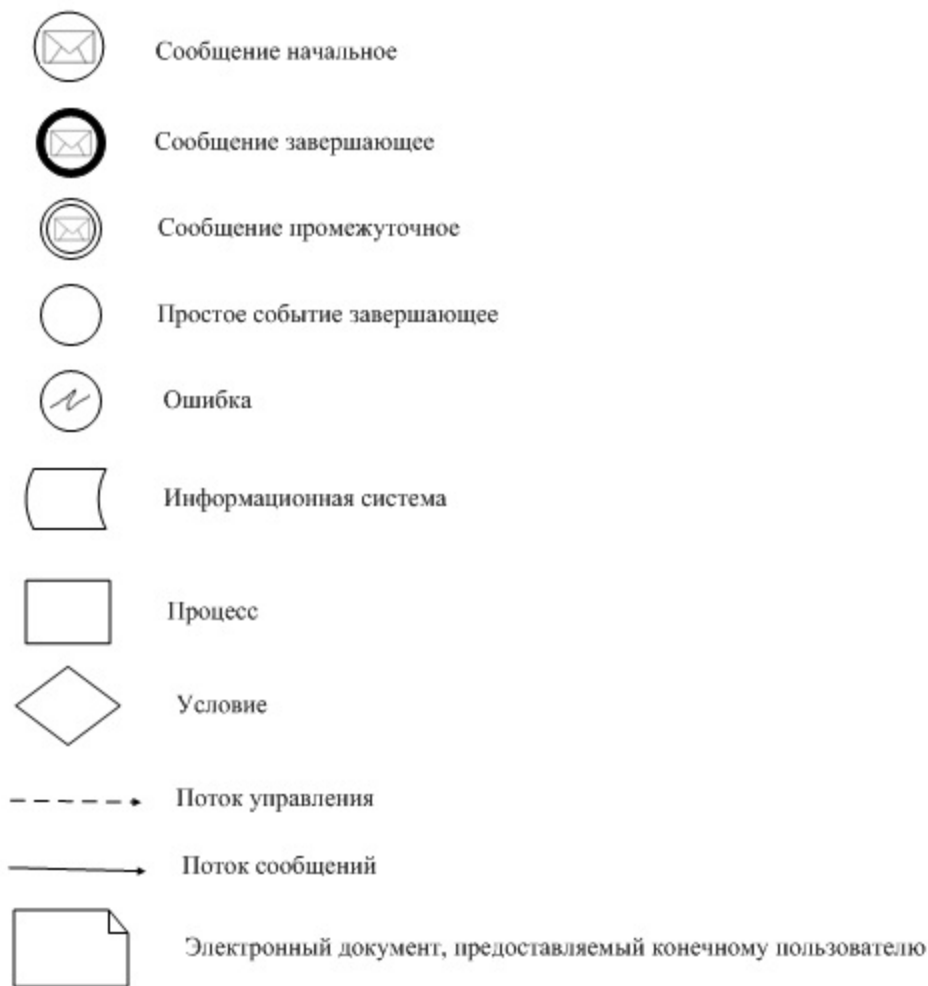 Сообщение начальное
Сообщение завершающее
Сообщение промежуточное
Простое событие завершающее
Ошибка
Информационная система
Процесс
Условие
Поток управления
Поток сообщений
Электронный документ, предоставляемый конечному пользователю